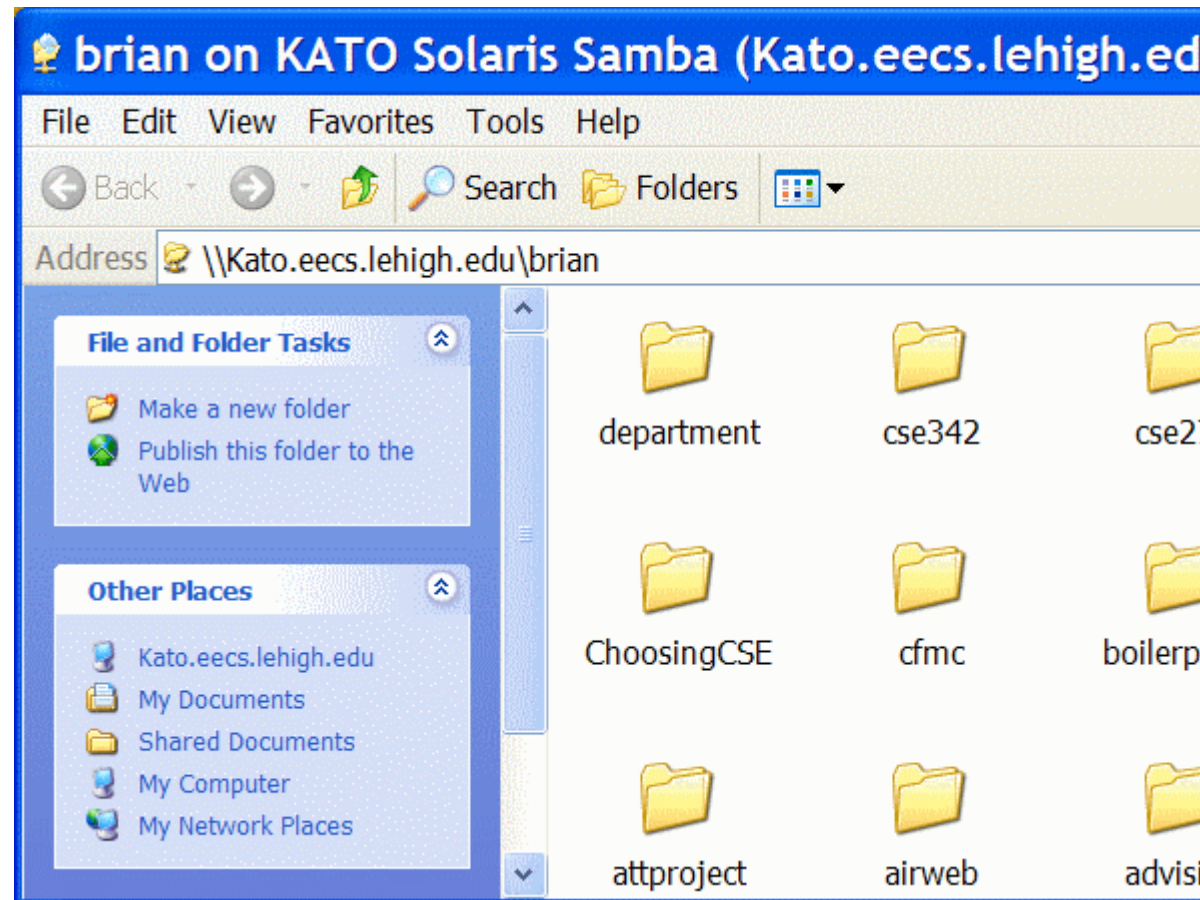 brian on KATO Solaris Samba (Kato.eecs.lehigh.ed
File Edit View Favorites Tools Help
Back Search Folders
Address \\Kato.eecs.lehigh.edu\brian
File and Folder Tasks
Make a new folder
Publish this folder to the
Web
Other Places
Kato.eecs.lehigh.edu
My Documents
Shared Documents
My Computer
My Network Places
department cse342
ChoosingCSE cfmc boilerp
attproject airweb advisi